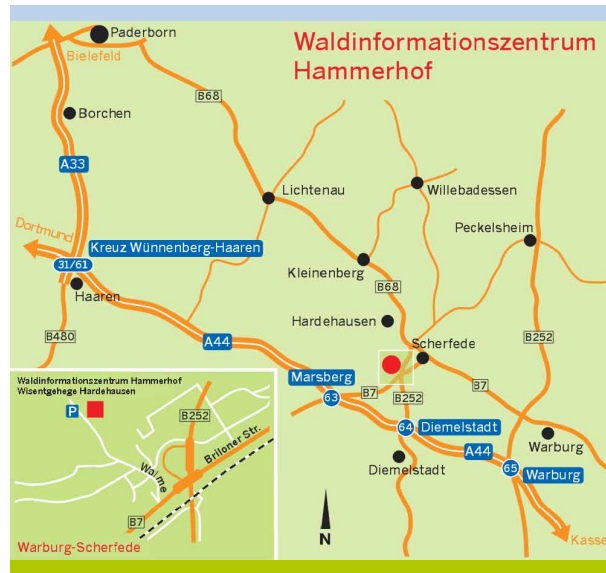 Waldinformationszentrum
Hammerhof
Paderborn
Bielefeld
B68
Borchen
A33
Lichtenau
Willebadessen
Dortmund
Kreuz Wünnenberg-Haaren
31/61
Haaren
Peckelsheim
Kleinenberg
B68
Hardehausen
B480
A44
Scherfede
B252
Marsberg
63
B7
B252
B7
64
Diemelstadt
Warburg
Diemelstadt
A44
65
Warburg
Kasse
N
Waldinformationszentrum Hammerhof
Wisentgehege Hardehausen
P
B252
Briloner Str.
Walme
B7
Warburg-Scherfede